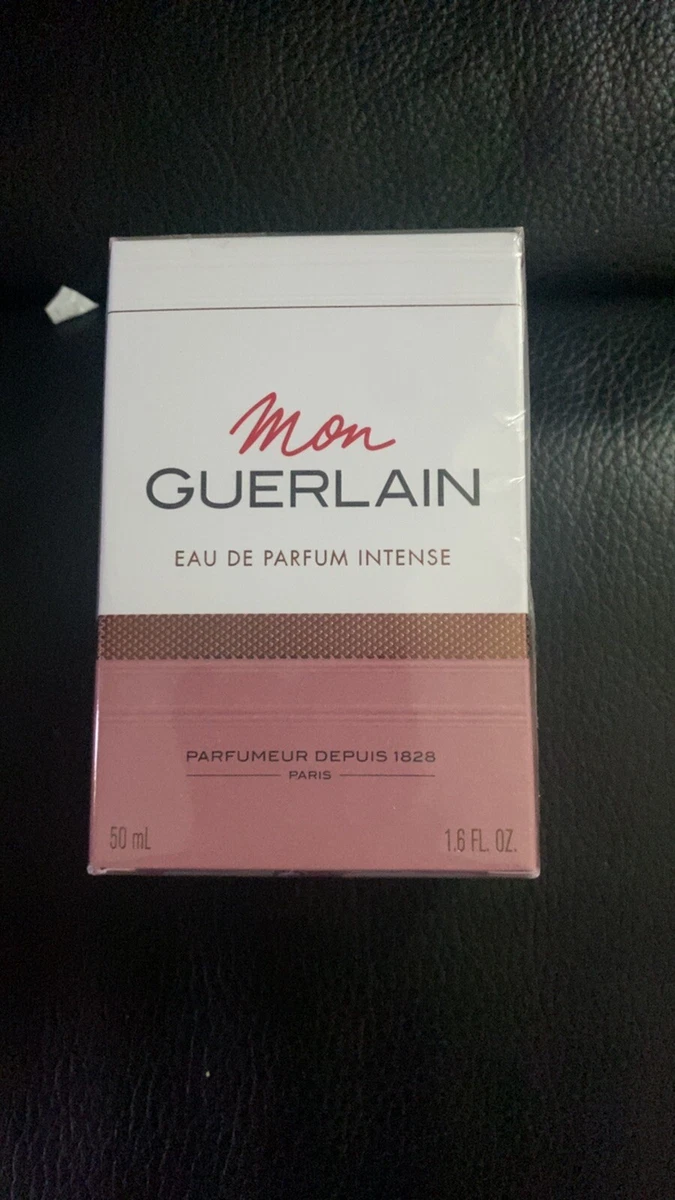 Mon
GUERLAIN
EAU DE PARFUM INTENSE
PARFUMEUR DEPUIS 1828
PARIS
50 mL 1.6 FL. OZ.